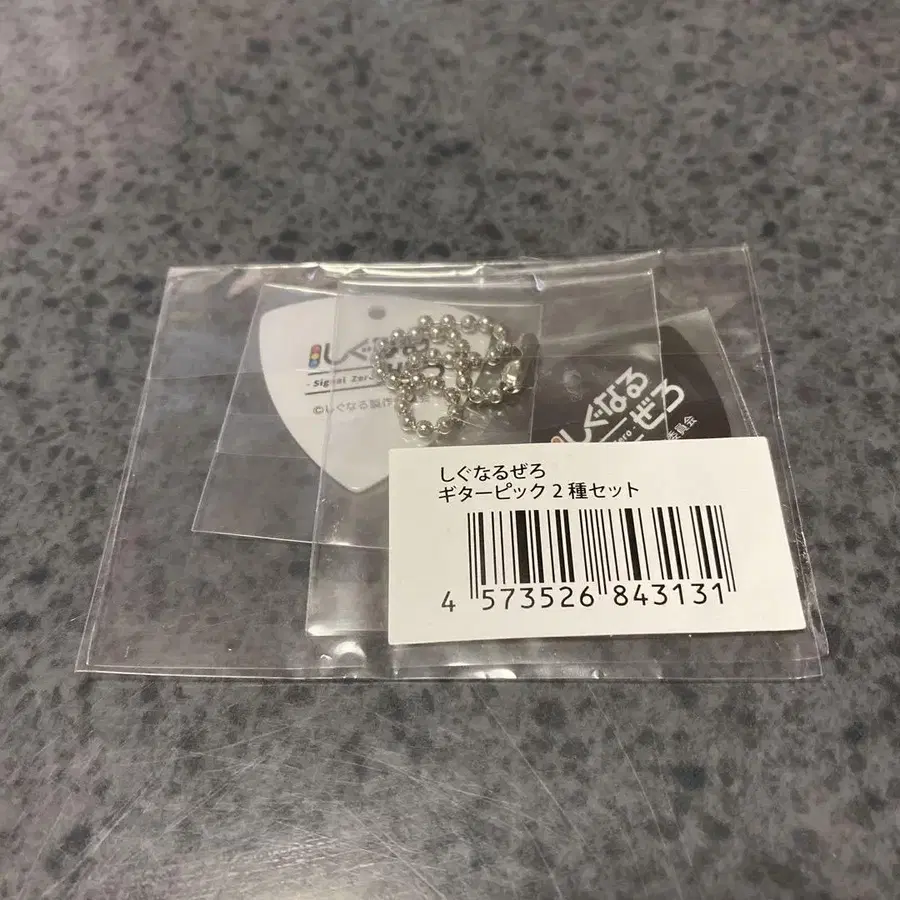 しぐなる
- Signal Zero
©しぐなる製作
しぐなる
ぜろ
ero -
委員会
しぐなるぜろ
ギターピック 2 種セット
4 573526 843131